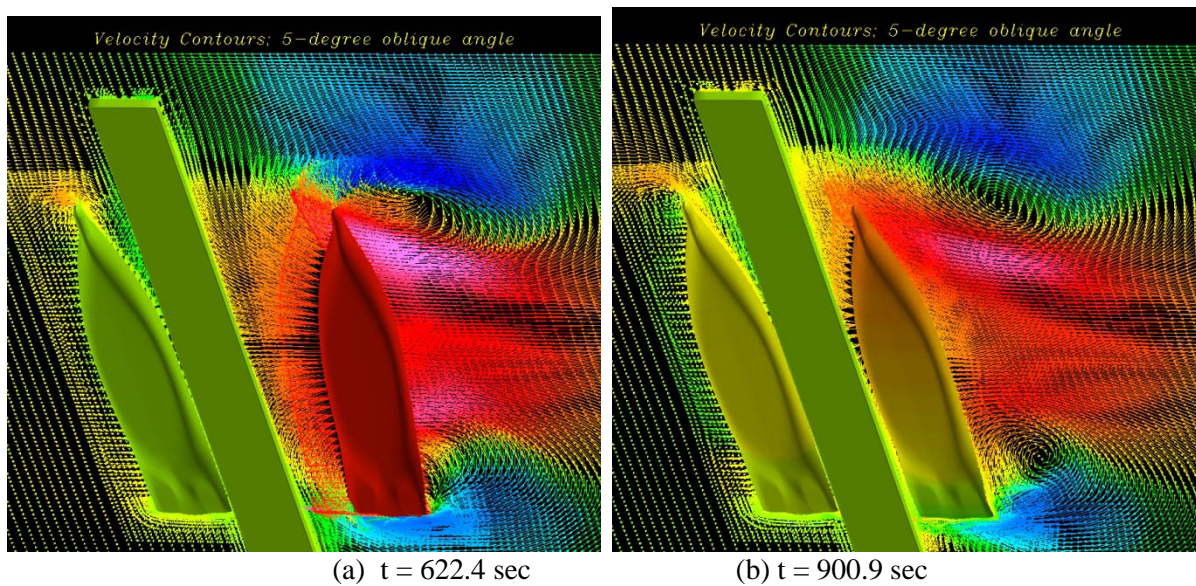 Velocity Contours; 5-degree oblique angle
Velocity Contours; 5-degree oblique angle
(a) t = 622.4 sec
(b) t = 900.9 sec